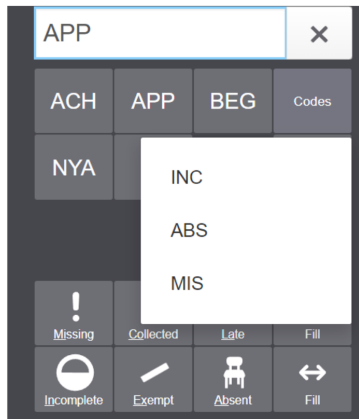 APP
ACH APP BEG Codes
NYA
INC
ABS
MIS
Missing Collected Late Fill
Incomplete Exempt Absent Fill